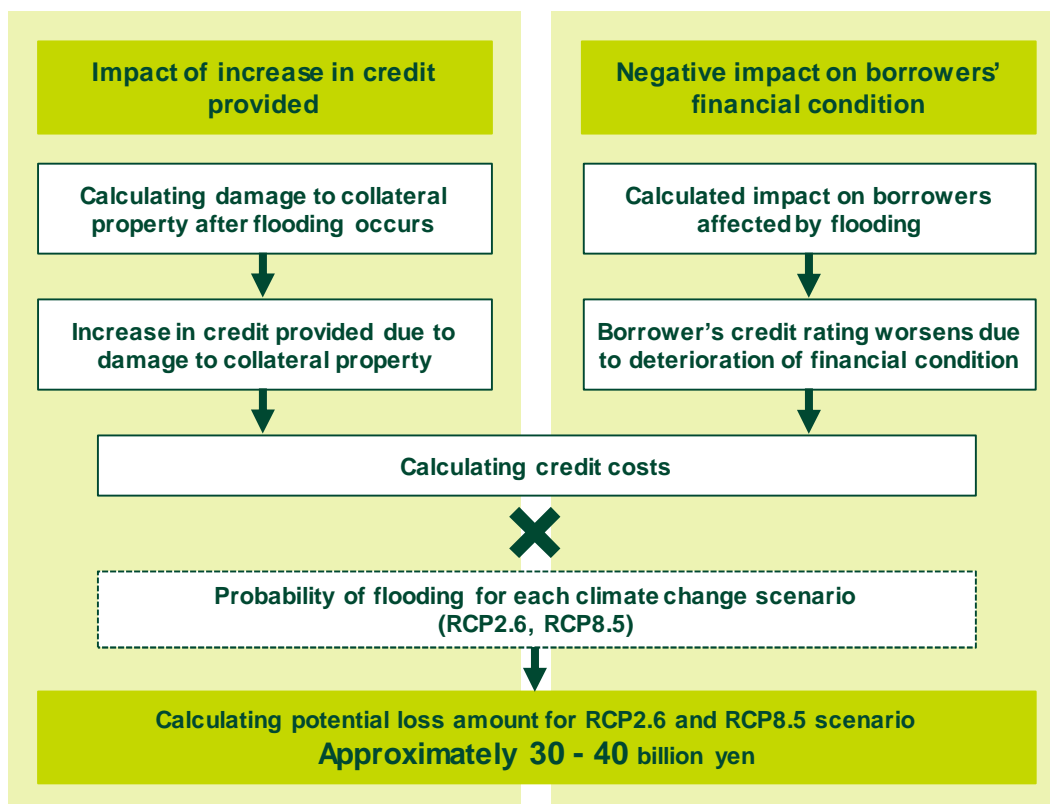 Impact of increase in credit
provided
Calculating damage to collateral
property after flooding occurs
Increase in credit provided due to
damage to collateral property
Negative impact on borrowers’
financial condition
Calculated impact on borrowers
affected by flooding
Borrower’s credit rating worsens due
to deterioration of financial condition
Calculating credit costs
Probability of flooding for each climate change scenario
(RCP2.6, RCP8.5)
Calculating potential loss amount for RCP2.6 and RCP8.5 scenario
Approximately 30 - 40 billion yen